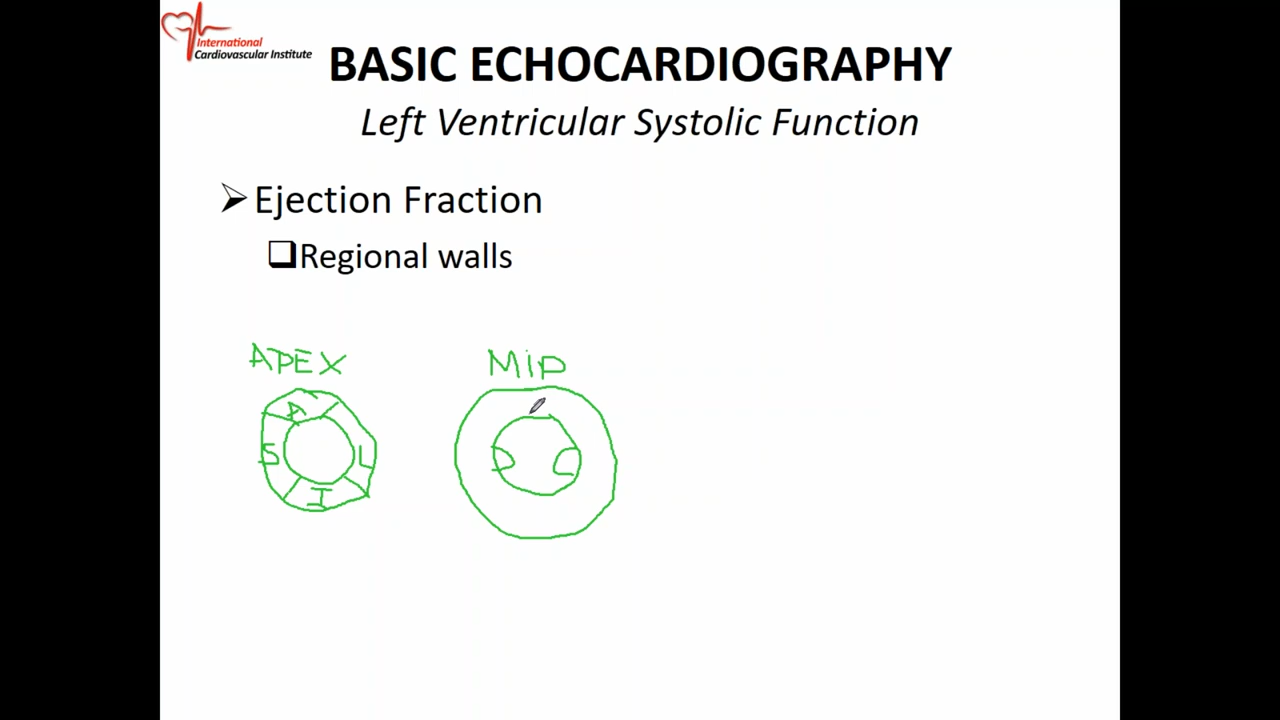 International
Cardiovascular Institute
BASIC ECHOCARDIOGRAPHY
Left Ventricular Systolic Function
Ejection Fraction
Regional walls
APEX
MiD
A
S L
I